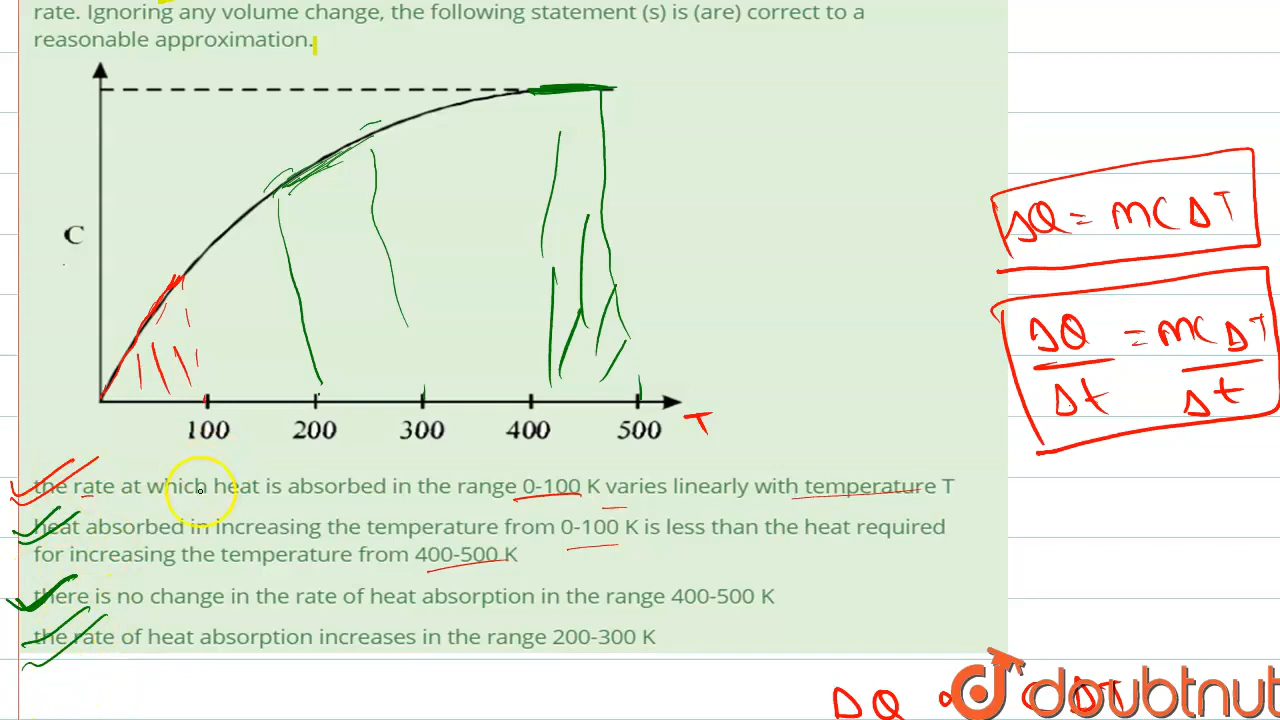 rate. Ignoring any volume change, the following statement (s) is (are) correct to a
reasonable approximation.
C
100 200 300 400 500 T
the rate at which heat is absorbed in the range 0-100 K varies linearly with temperature T
heat absorbed in increasing the temperature from 0-100 K is less than the heat required
for increasing the temperature from 400-500 K
there is no change in the rate of heat absorption in the range 400-500 K
the rate of heat absorption increases in the range 200-300 K
ΔQ = mCΔT
ΔQ/Δt = mCΔT/Δt
ΔQ ∝ C ΔT
doubtnut